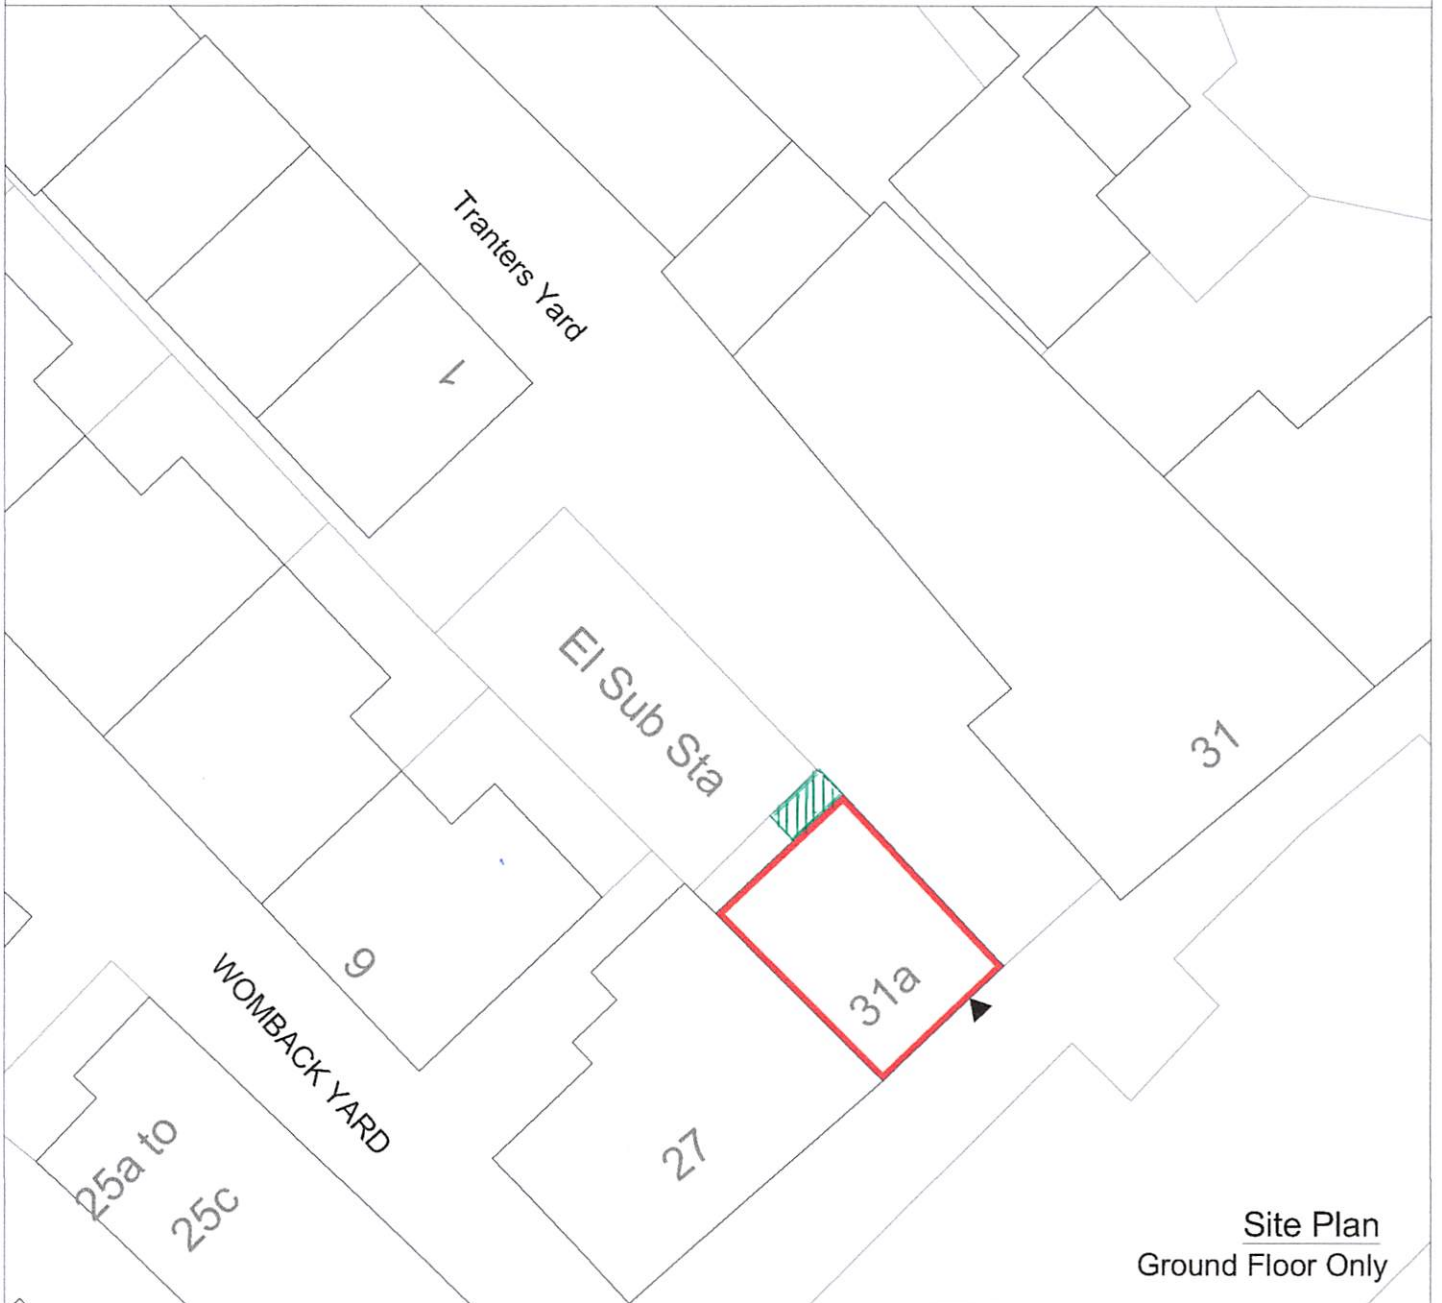 Tranters Yard
1
El Sub Sta
31
9
31a
WOMBACK YARD
27
25a to
25c
Site Plan
Ground Floor Only